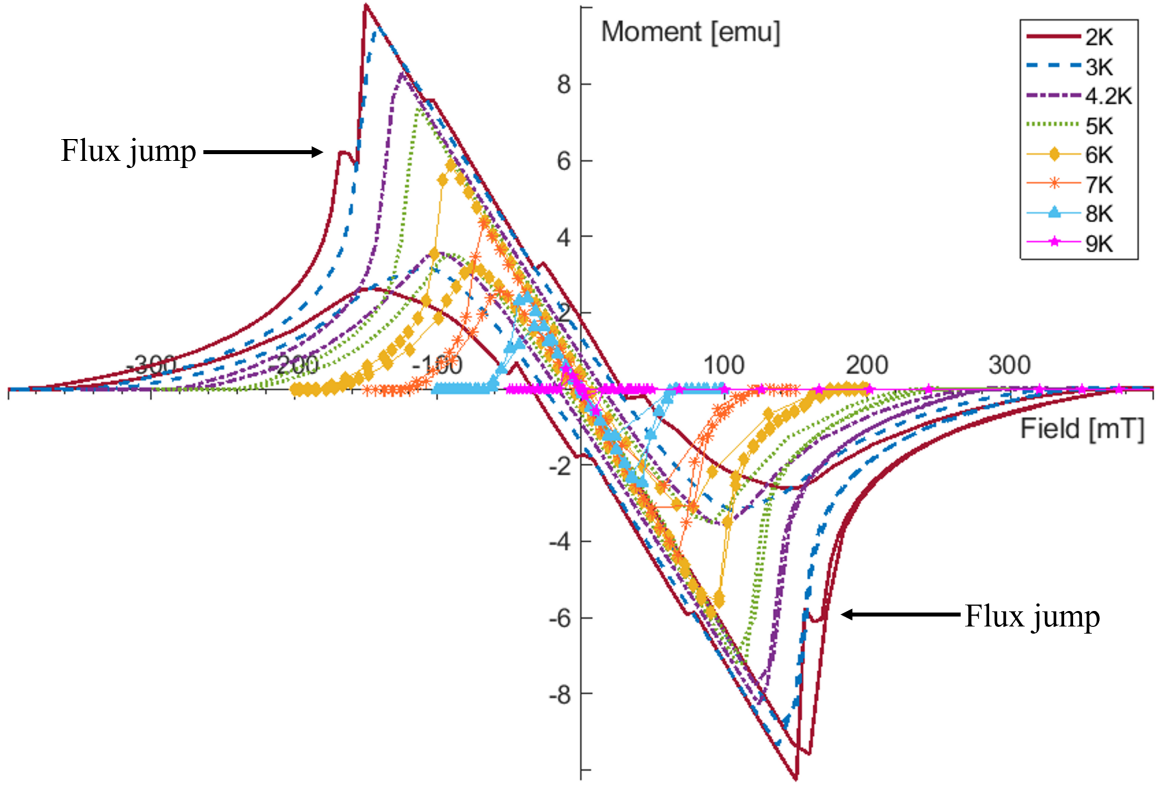 Moment [emu]
2K
3K
4.2K
5K
6K
7K
8K
9K
8
6
4
2
-2
-4
-6
-8
Flux jump
-300
-200
-100
100
200
300
Field [mT]
Flux jump